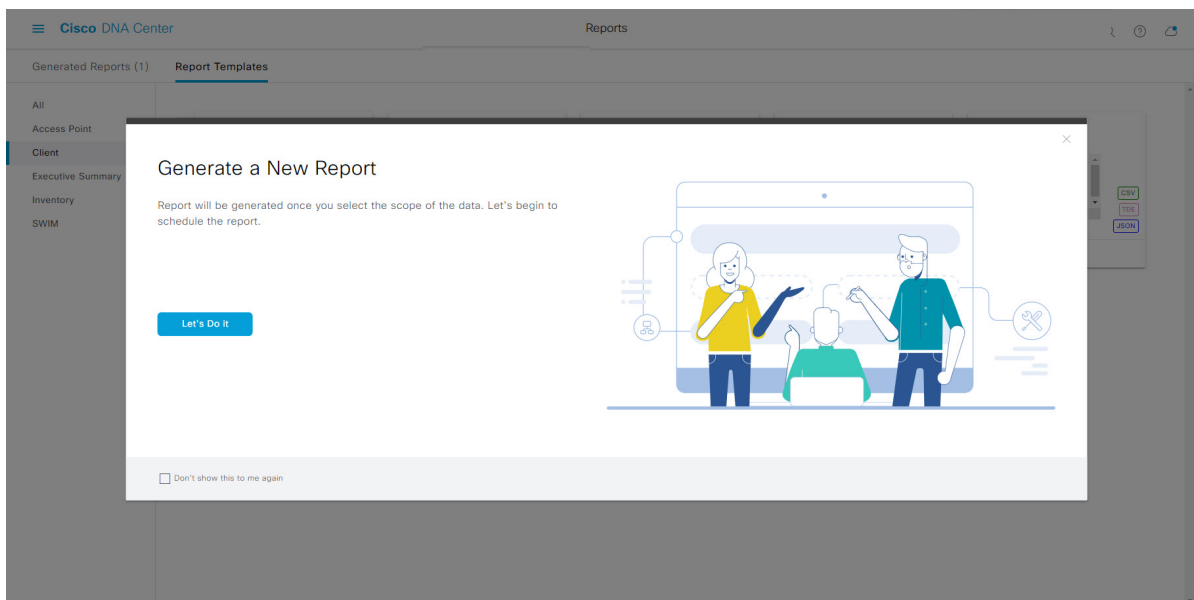 Cisco DNA Center
Reports
Generated Reports (1)
Report Templates
All
Access Point
Client
Executive Summary
Inventory
SWIM
Generate a New Report
Report will be generated once you select the scope of the data. Let's begin to
schedule the report.
Let's Do It
Don't show this to me again
CSV
TDE
JSON